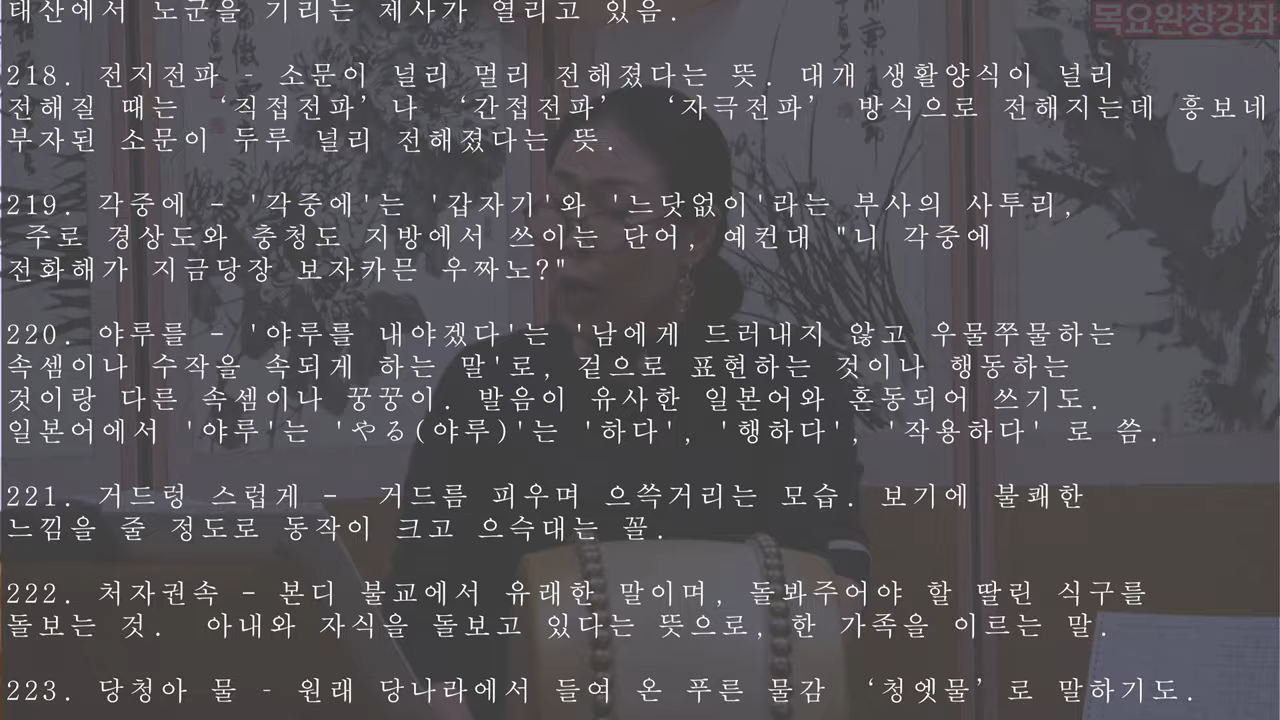 태산에서 노군을 기리는 제사가 열리고 있음.
목요완창강좌
218. 전지전파 - 소문이 널리 멀리 전해졌다는 뜻. 대개 생활양식이 널리
전해질 때는 ‘직접전파’나 ‘간접전파’ ‘자극전파’ 방식으로 전해지는데 흥보네
부자된 소문이 두루 널리 전해졌다는 뜻.
219. 각중에 - '각중에'는 '갑자기'와 '느닷없이'라는 부사의 사투리,
주로 경상도와 충청도 지방에서 쓰이는 단어, 예컨대 "니 각중에
전화해가 지금당장 보자카믄 우짜노?"
220. 야루를 - '야루를 내야겠다'는 '남에게 드러내지 않고 우물쭈물하는
속셈이나 수작을 속되게 하는 말'로, 겉으로 표현하는 것이나 행동하는
것이랑 다른 속셈이나 꿍꿍이. 발음이 유사한 일본어와 혼동되어 쓰기도.
일본어에서 '야루'는 'やる(야루)'는 '하다', '행하다', '작용하다' 로 씀.
221. 거드렁 스럽게 - 거드름 피우며 으쓱거리는 모습. 보기에 불쾌한
느낌을 줄 정도로 동작이 크고 으슥대는 꼴.
222. 처자권속 - 본디 불교에서 유래한 말이며, 돌봐주어야 할 딸린 식구를
돌보는 것. 아내와 자식을 돌보고 있다는 뜻으로, 한 가족을 이르는 말.
223. 당청아 물 - 원래 당나라에서 들여 온 푸른 물감 ‘청엣물’로 말하기도.